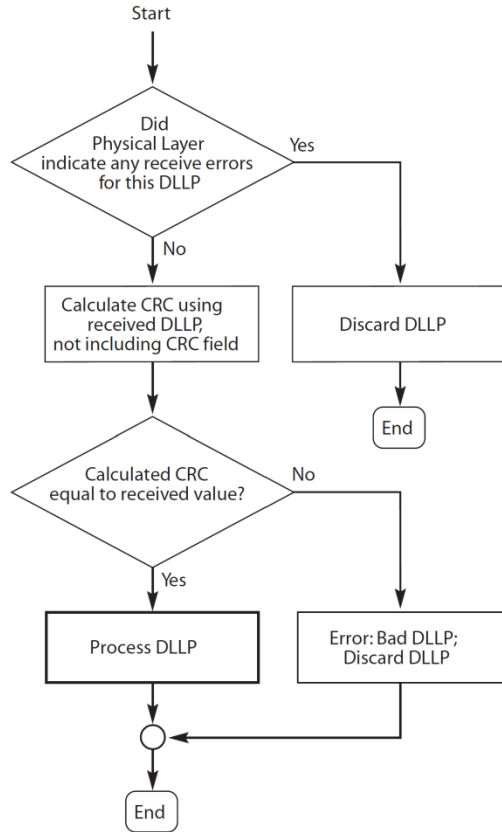 Start
Did
Physical Layer
indicate any receive errors
for this DLLP
Yes
No
Calculate CRC using
received DLLP,
not including CRC field
Discard DLLP
End
Calculated CRC
equal to received value?
No
Yes
Process DLLP
Error: Bad DLLP;
Discard DLLP
End